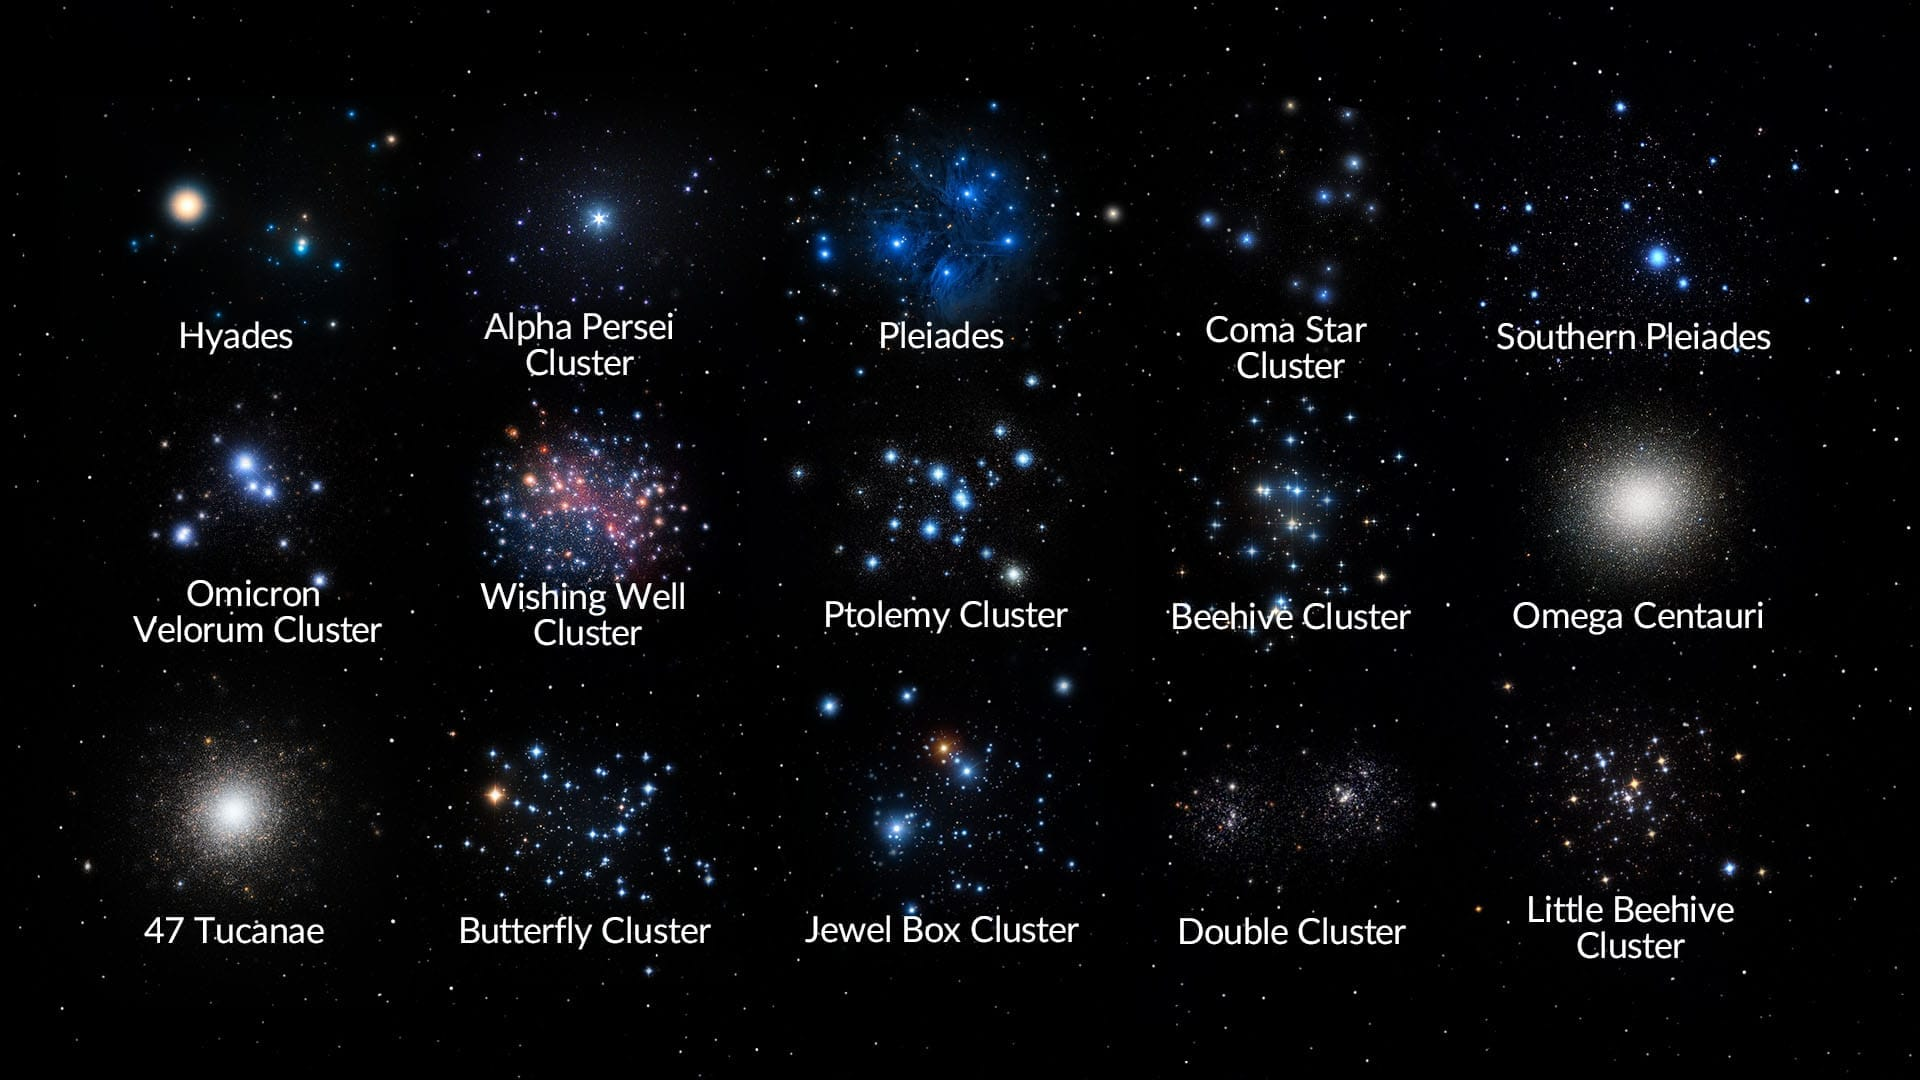 Hyades
Alpha Persei
Cluster
Pleiades
Coma Star
Cluster
Southern Pleiades
Omicron
Velorum Cluster
Wishing Well
Cluster
Ptolemy Cluster
Beehive Cluster
Omega Centauri
47 Tucanae
Butterfly Cluster
Jewel Box Cluster
Double Cluster
Little Beehive
Cluster